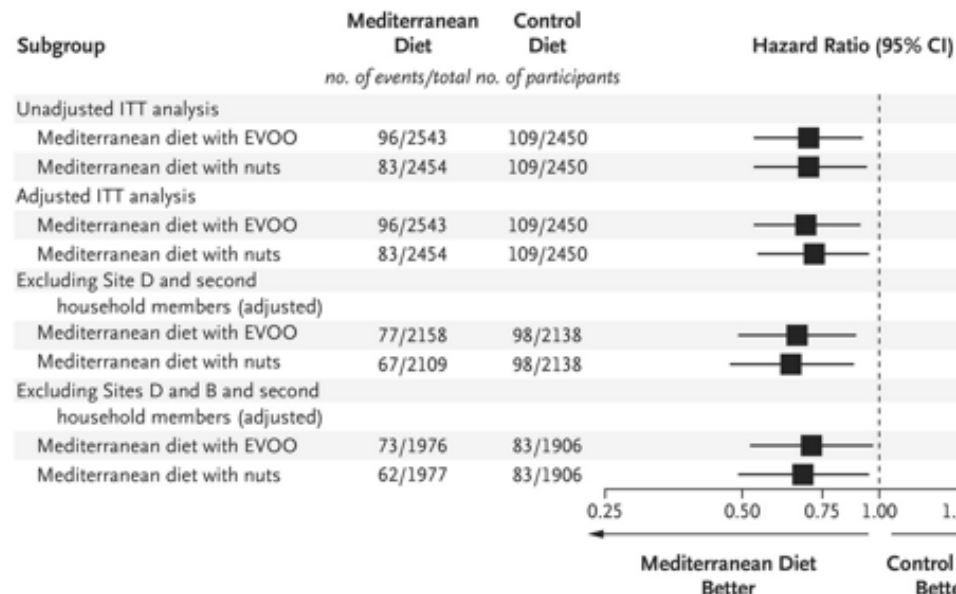 Subgroup Mediterranean Diet Control Diet Hazard Ratio (95% CI)
no. of events/total no. of participants
Unadjusted ITT analysis
Mediterranean diet with EVOO 96/2543 109/2450
Mediterranean diet with nuts 83/2454 109/2450
Adjusted ITT analysis
Mediterranean diet with EVOO 96/2543 109/2450
Mediterranean diet with nuts 83/2454 109/2450
Excluding Site D and second
household members (adjusted)
Mediterranean diet with EVOO 77/2158 98/2138
Mediterranean diet with nuts 67/2109 98/2138
Excluding Sites D and B and second
household members (adjusted)
Mediterranean diet with EVOO 73/1976 83/1906
Mediterranean diet with nuts 62/1977 83/1906
0.25 0.50 0.75 1.00
Mediterranean Diet Control
Better